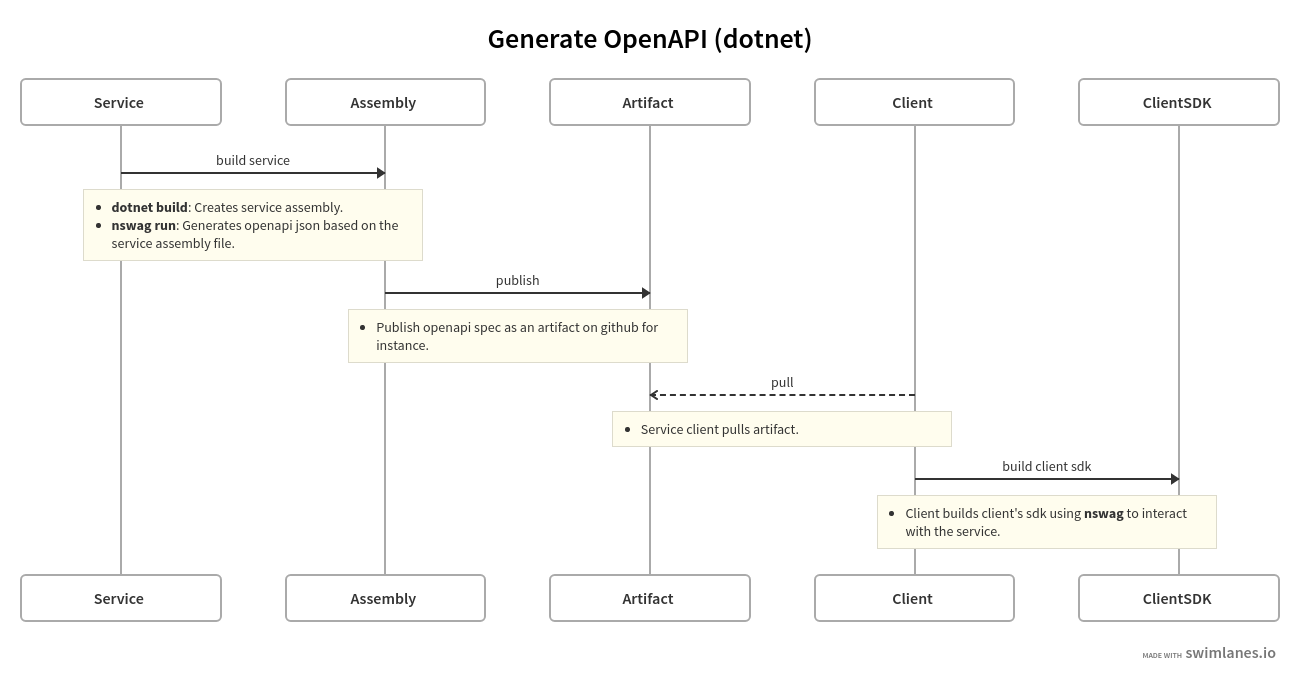 Generate OpenAPI (dotnet)
Service
Assembly
Artifact
Client
ClientSDK
build service
dotnet build: Creates service assembly.
nswag run: Generates openapi json based on the
service assembly file.
publish
Publish openapi spec as an artifact on github for
instance.
pull
Service client pulls artifact.
build client sdk
Client builds client's sdk using nswag to interact
with the service.
Service
Assembly
Artifact
Client
ClientSDK
MADE WITH swimlanes.io